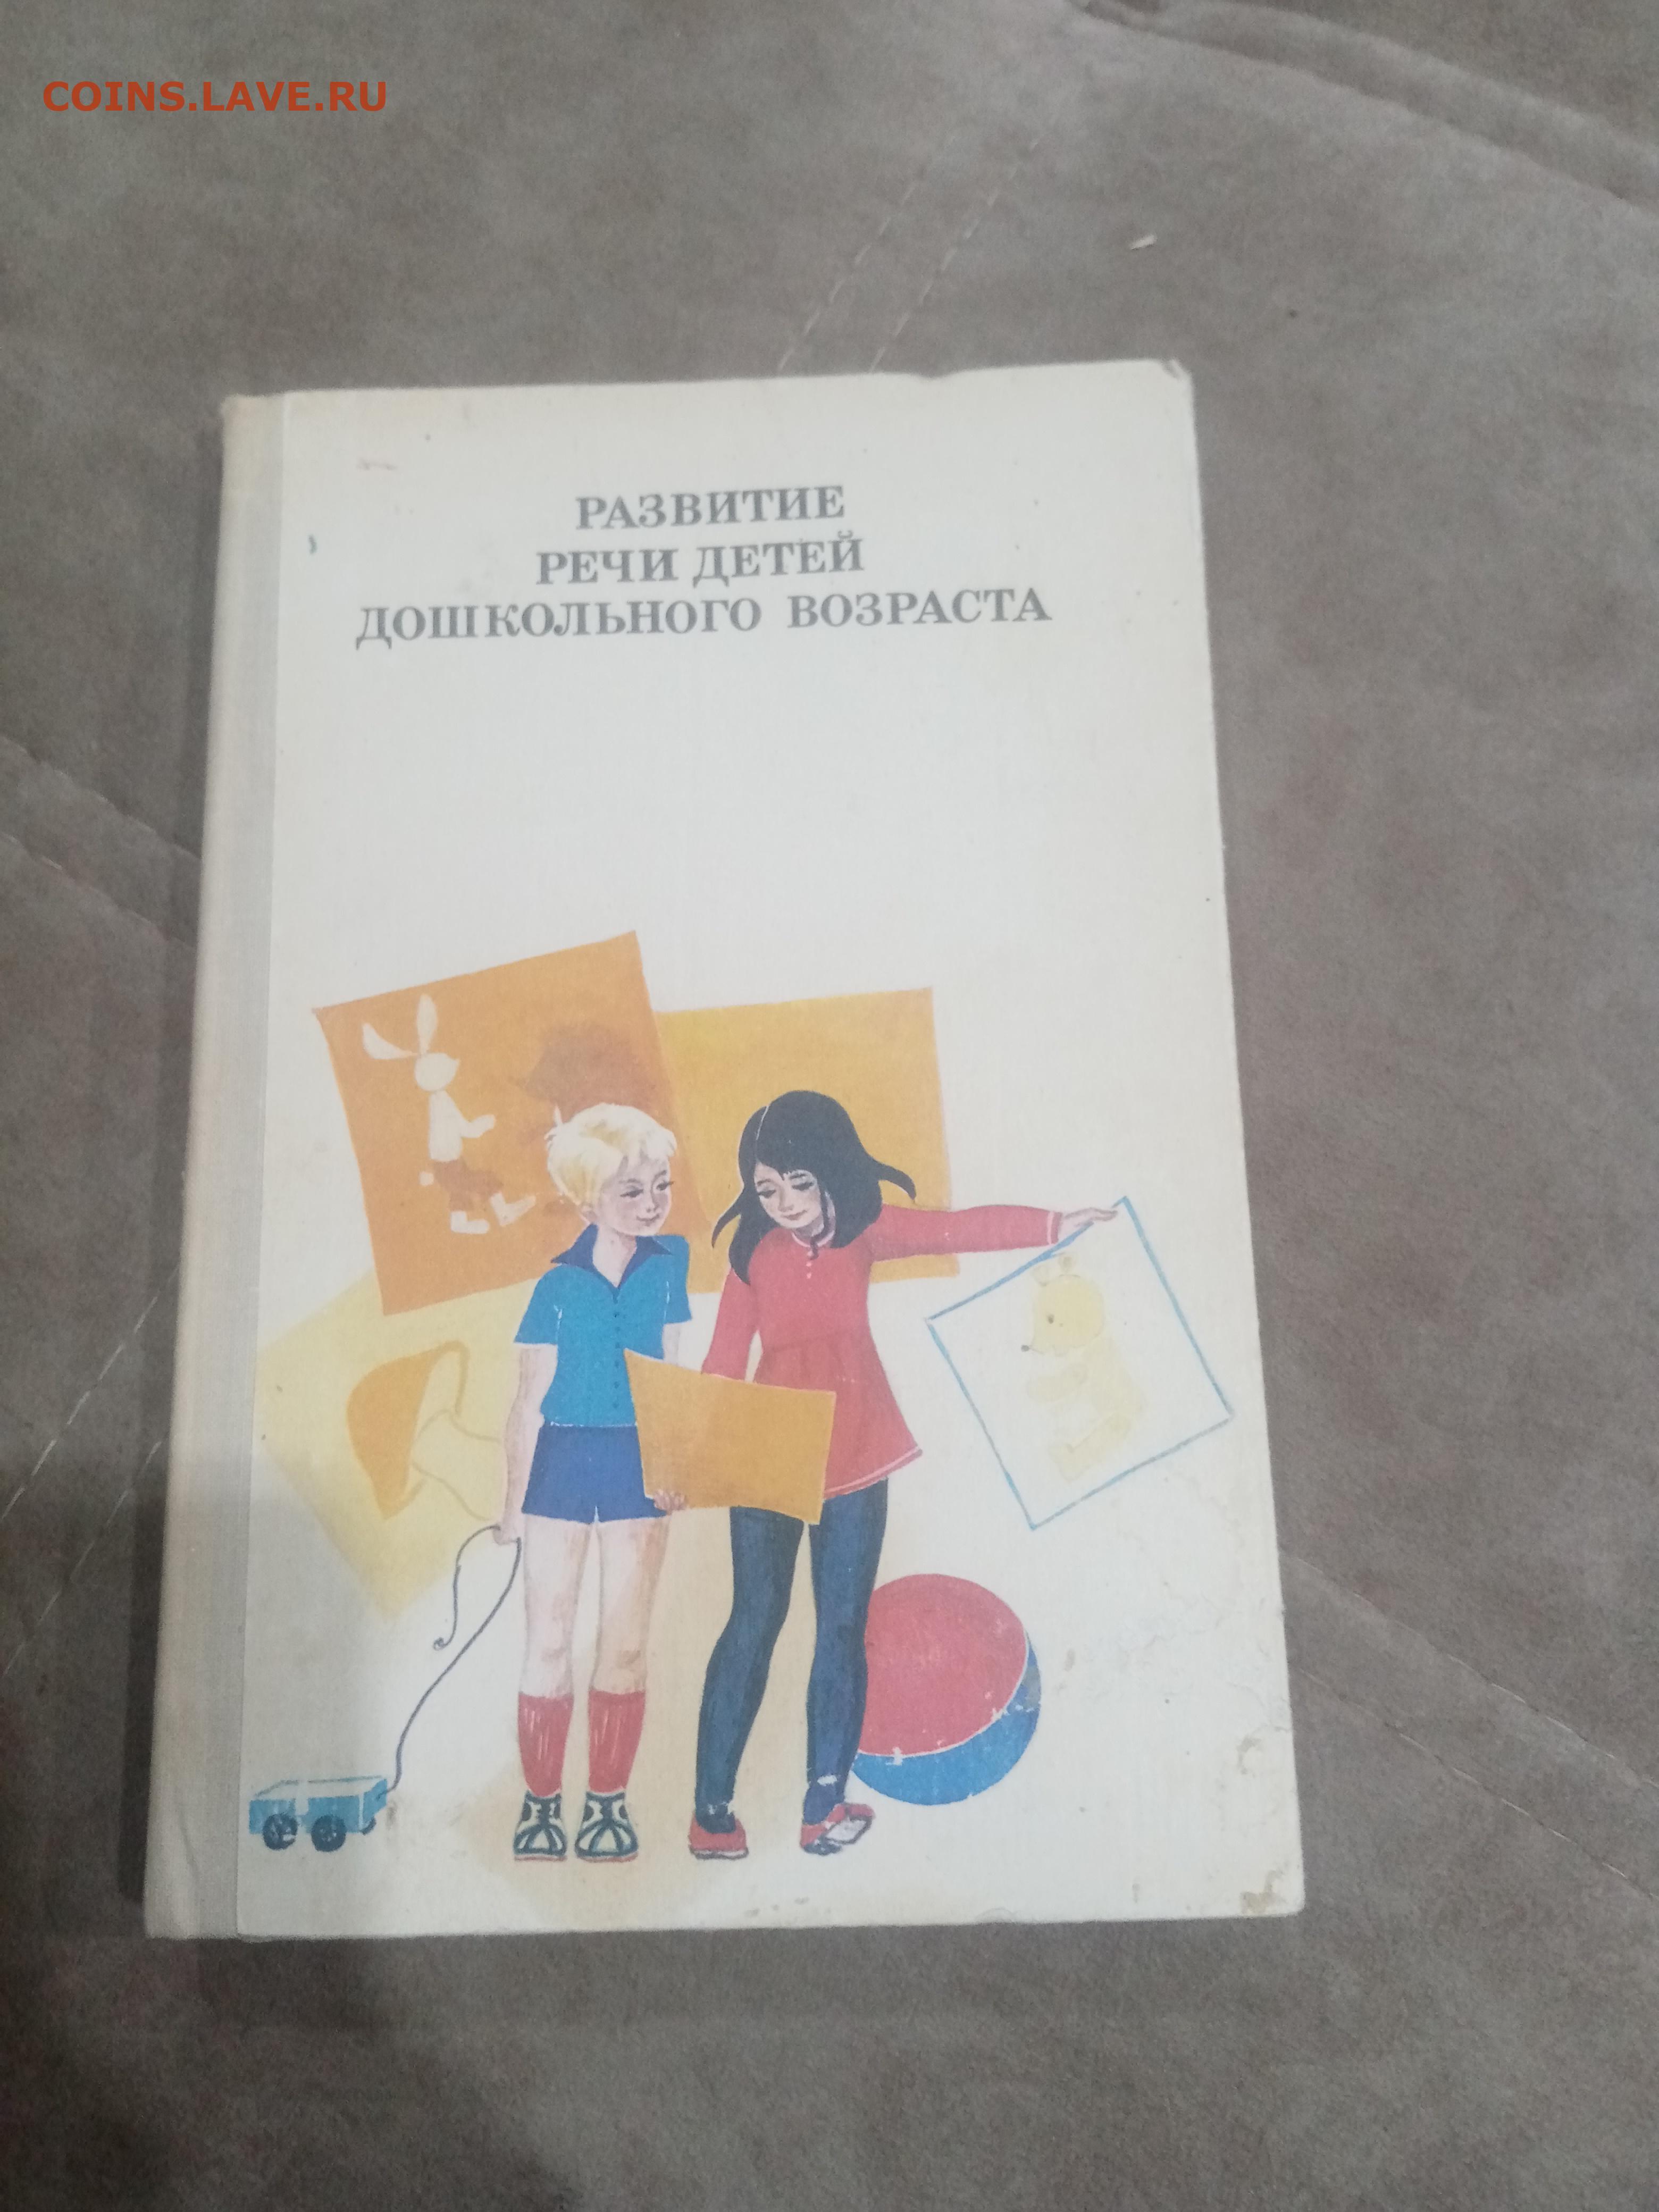 COINS.LAVE.RU
РАЗВИТИЕ
РЕЧИ ДЕТЕЙ
ДОШКОЛЬНОГО ВОЗРАСТА